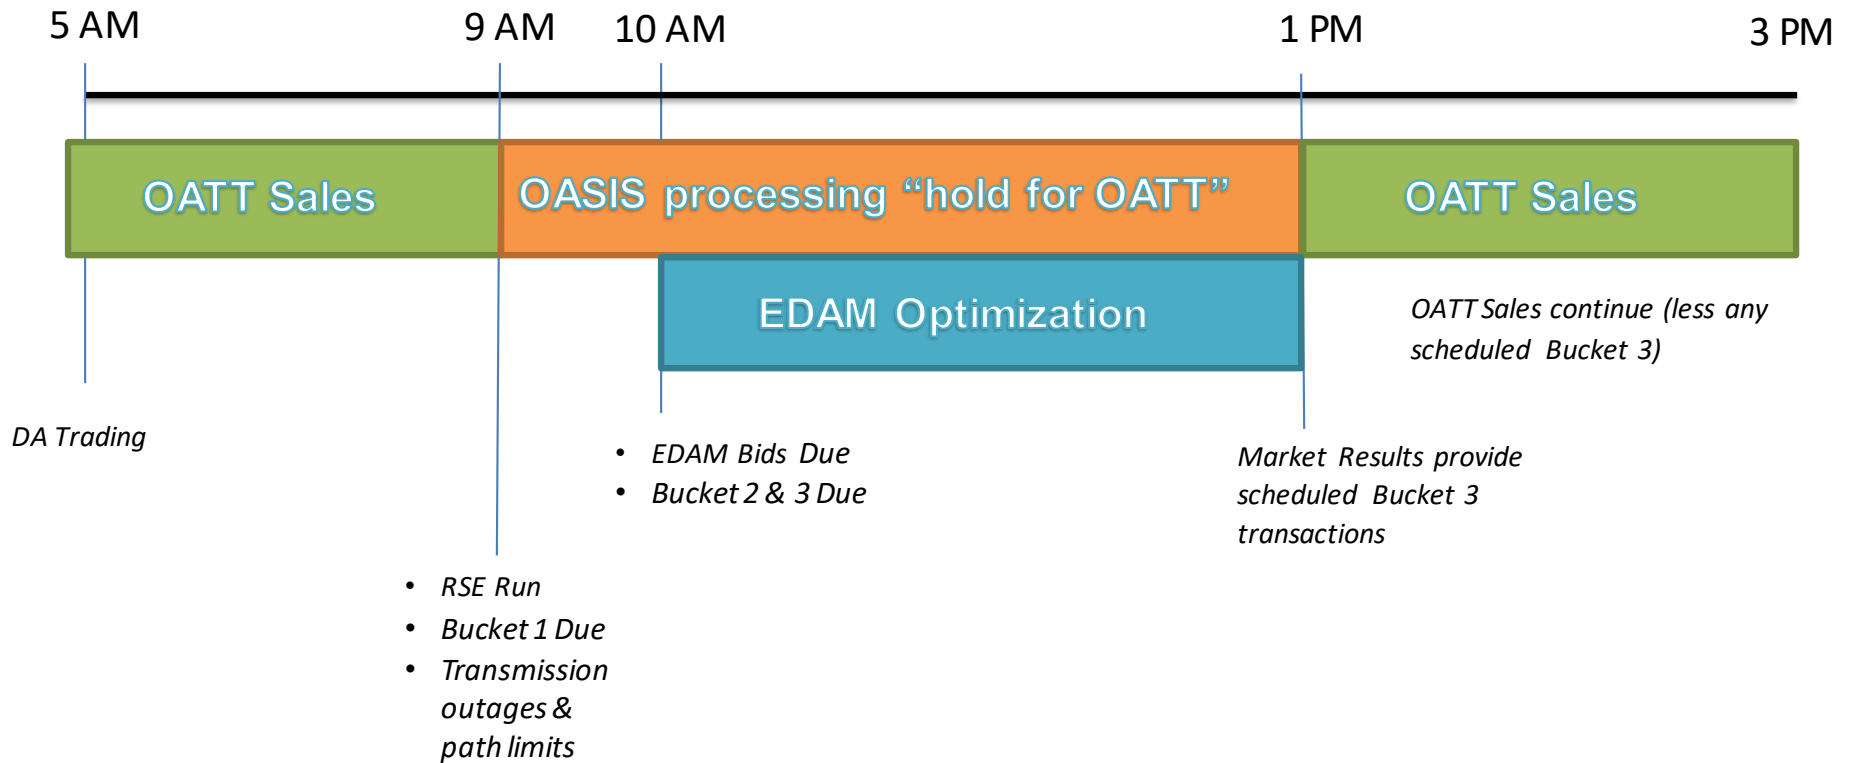 5 AM
9 AM
10 AM
1 PM
3 PM
OATT Sales
OASIS processing “hold for OATT”
OATT Sales
EDAM Optimization
OATT Sales continue (less any
scheduled Bucket 3)
DA Trading
• EDAM Bids Due
• Bucket 2 & 3 Due
Market Results provide
scheduled Bucket 3
transactions
• RSE Run
• Bucket 1 Due
• Transmission
outages &
path limits